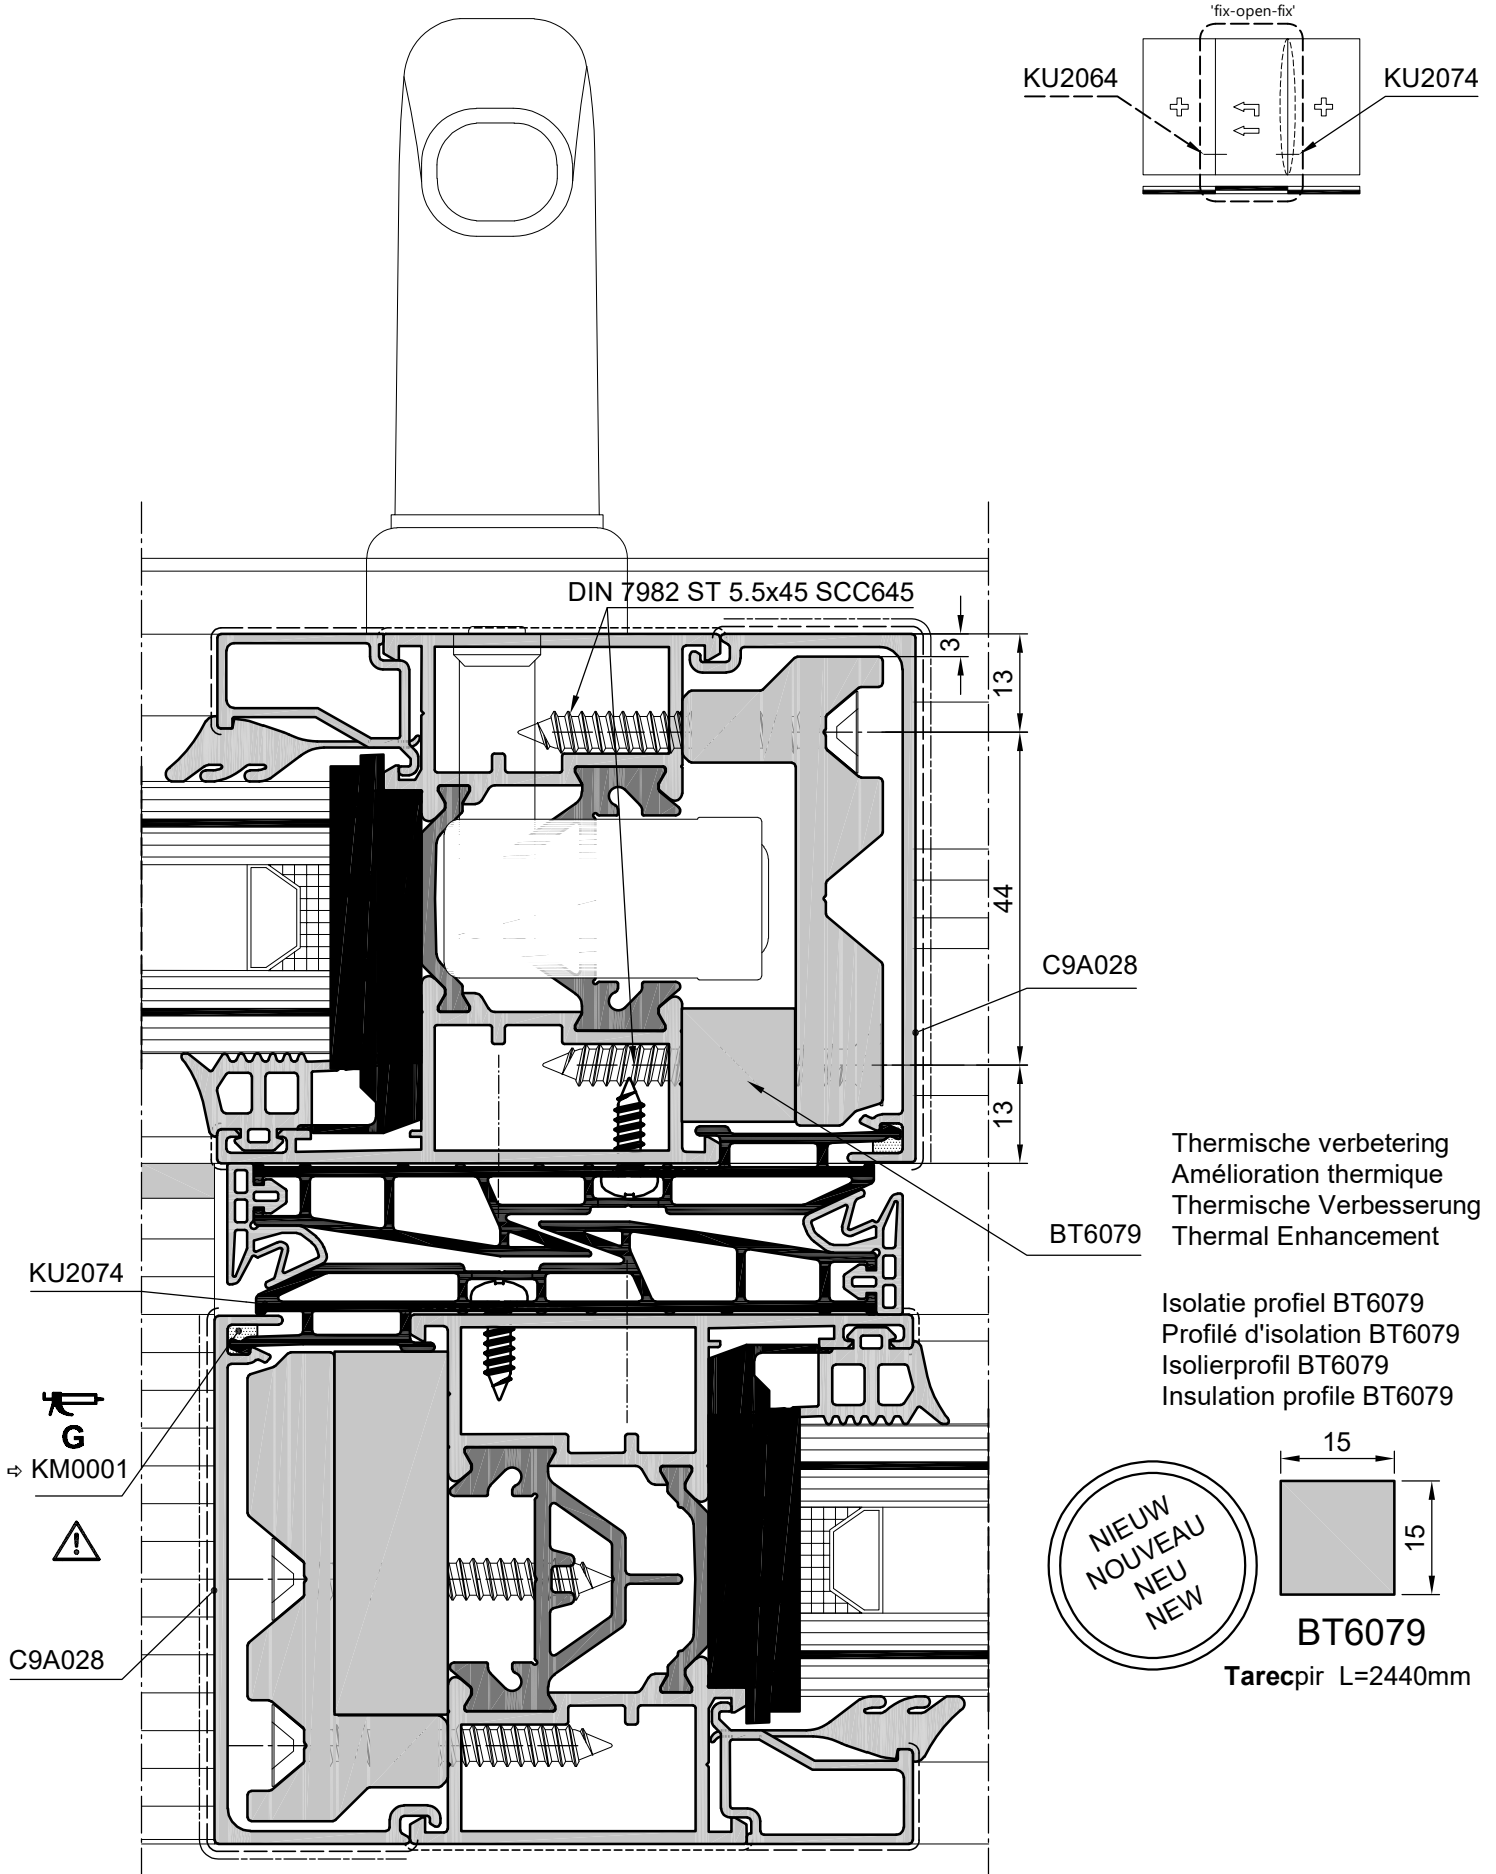 'fix-open-fix'
KU2064
KU2074
DIN 7982 ST 5.5x45 SCC645
3
13
44
C9A028
13
Thermische verbetering
Amélioration thermique
Thermische Verbesserung
Thermal Enhancement
BT6079
KU2074
Isolatie profiel BT6079
Profilé d'isolation BT6079
Isolierprofil BT6079
Insulation profile BT6079
G
⇨ KM0001
15
NIEUW
NOUVEAU
NEU
NEW
15
BT6079
C9A028
Tarecpir L=2440mm